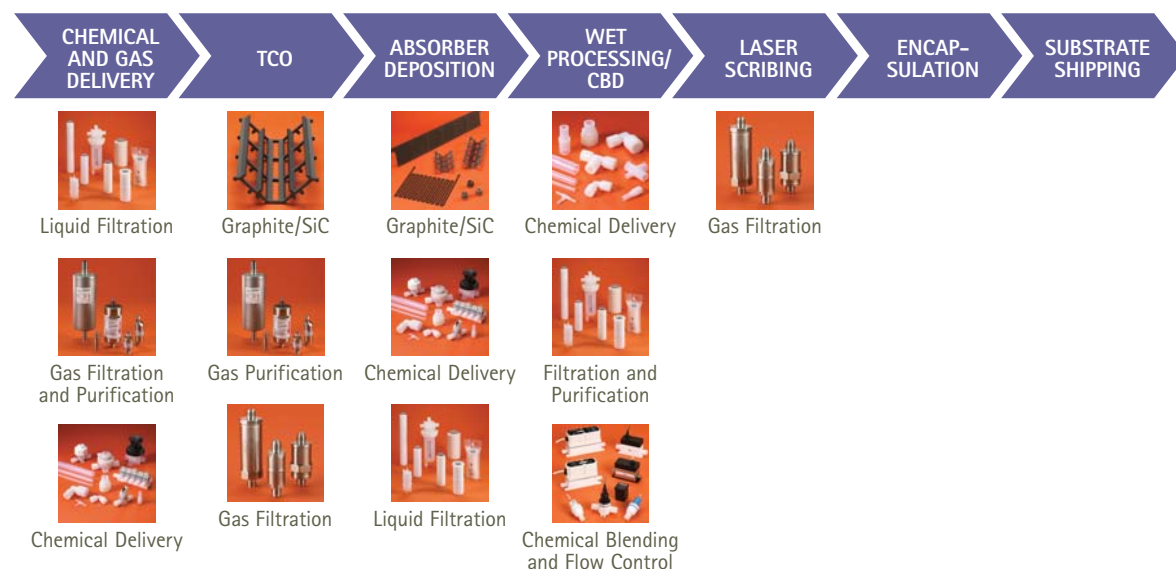 CHEMICAL
AND GAS
DELIVERY
TCO
ABSORBER
DEPOSITION
WET
PROCESSING/
CBD
LASER
SCRIBING
ENCAP-
SULATION
SUBSTRATE
SHIPPING
Liquid Filtration
Graphite/SiC
Graphite/SiC
Chemical Delivery
Gas Filtration
Gas Filtration
and Purification
Gas Purification
Chemical Delivery
Filtration and
Purification
Chemical Delivery
Gas Filtration
Liquid Filtration
Chemical Blending
and Flow Control